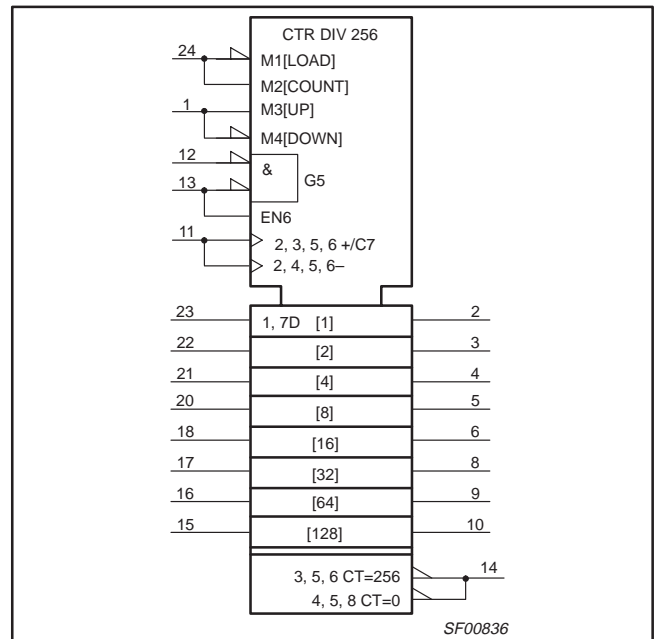 CTR DIV 256
24
M1[LOAD]
M2[COUNT]
1
M3[UP]
M4[DOWN]
12
&
13
G5
EN6
11
2, 3, 5, 6 +/C7
2, 4, 5, 6–
23
1, 7D [1]
2
22
[2]
3
21
[4]
4
20
[8]
5
18
[16]
6
17
[32]
8
16
[64]
9
15
[128]
10
3, 5, 6 CT=256
14
4, 5, 8 CT=0
SF00836